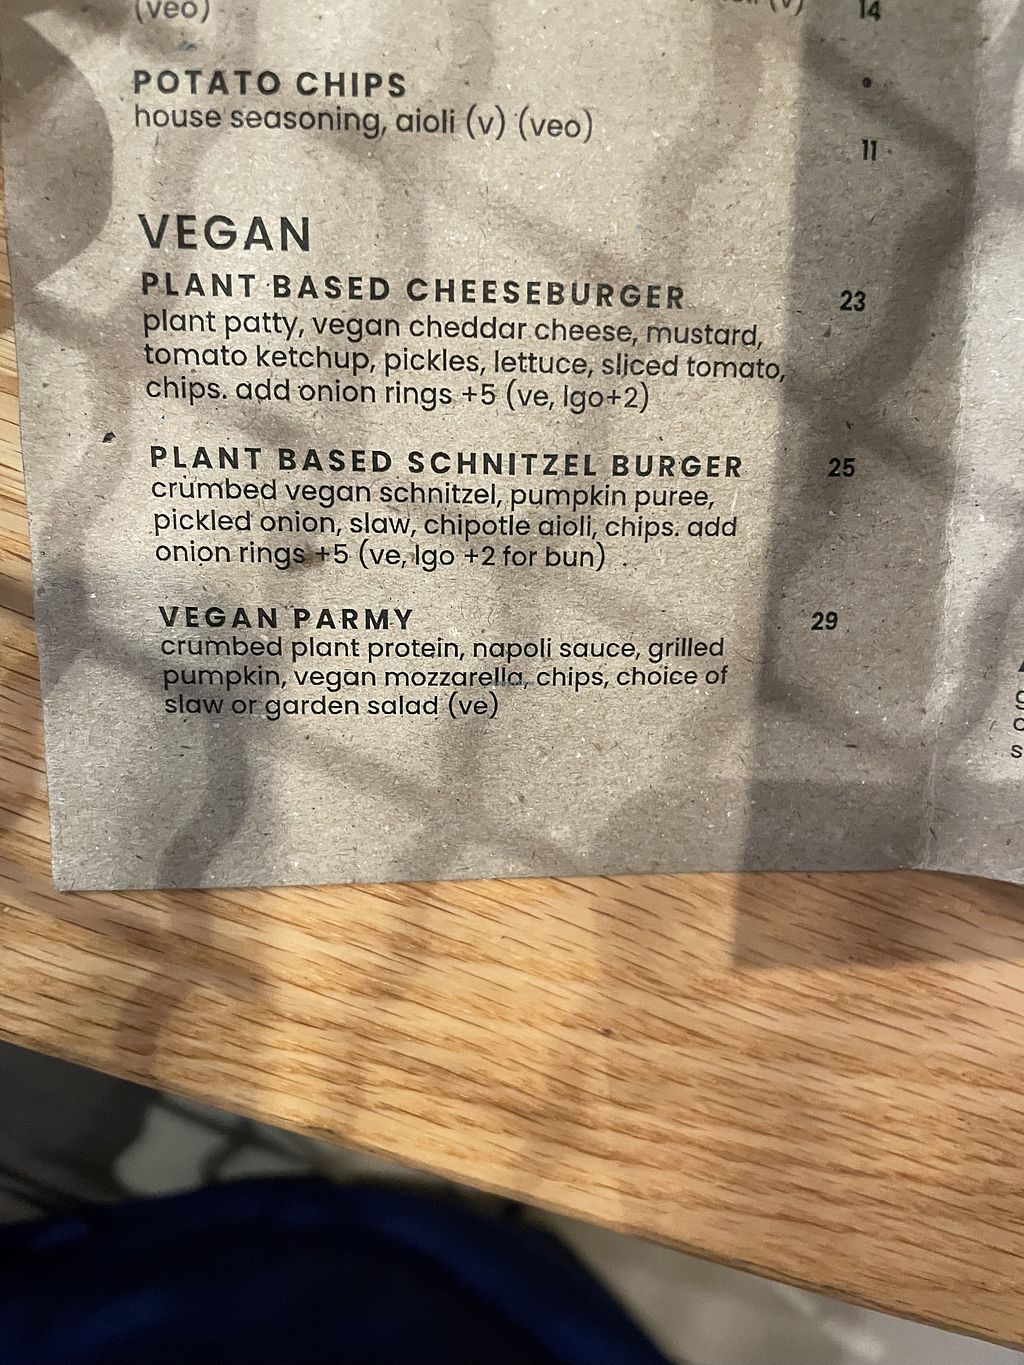 (veo)
(v)
14
POTATO CHIPS
house seasoning, aioli (v) (veo)
11
VEGAN
PLANT BASED CHEESEBURGER 23
plant patty, vegan cheddar cheese, mustard,
tomato ketchup, pickles, lettuce, sliced tomato,
chips. add onion rings +5 (ve, lgo+2)
PLANT BASED SCHNITZEL BURGER 25
crumbed vegan schnitzel, pumpkin puree,
pickled onion, slaw, chipotle aioli, chips. add
onion rings +5 (ve, lgo +2 for bun)
VEGAN PARMY 29
crumbed plant protein, napoli sauce, grilled
pumpkin, vegan mozzarella, chips, choice of
slaw or garden salad (ve)